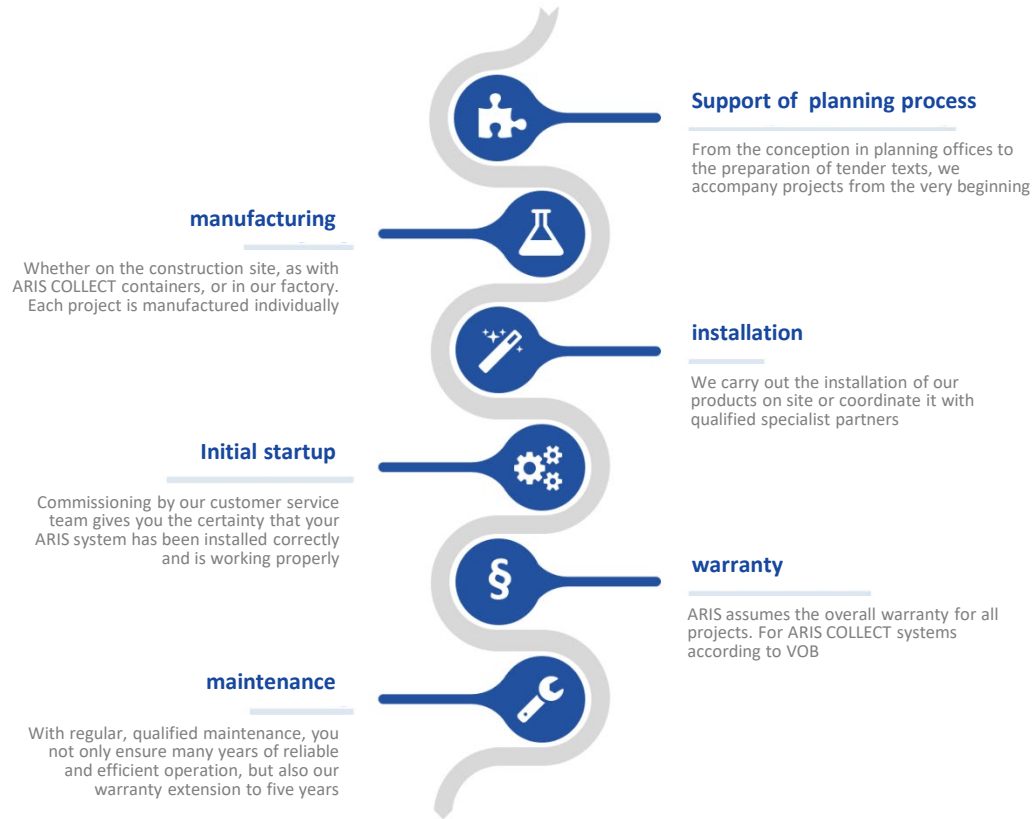 Support of planning process
From the conception in planning offices to
the preparation of tender texts, we
accompany projects from the very beginning
manufacturing
Whether on the construction site, as with
ARIS COLLECT containers, or in our factory.
Each project is manufactured individually
installation
We carry out the installation of our
products on site or coordinate it with
qualified specialist partners
Initial startup
Commissioning by our customer service
team gives you the certainty that your
ARIS system has been installed correctly
and is working properly
§
warranty
ARIS assumes the overall warranty for all
projects. For ARIS COLLECT systems
according to VOB
maintenance
With regular, qualified maintenance, you
not only ensure many years of reliable
and efficient operation, but also our
warranty extension to five years